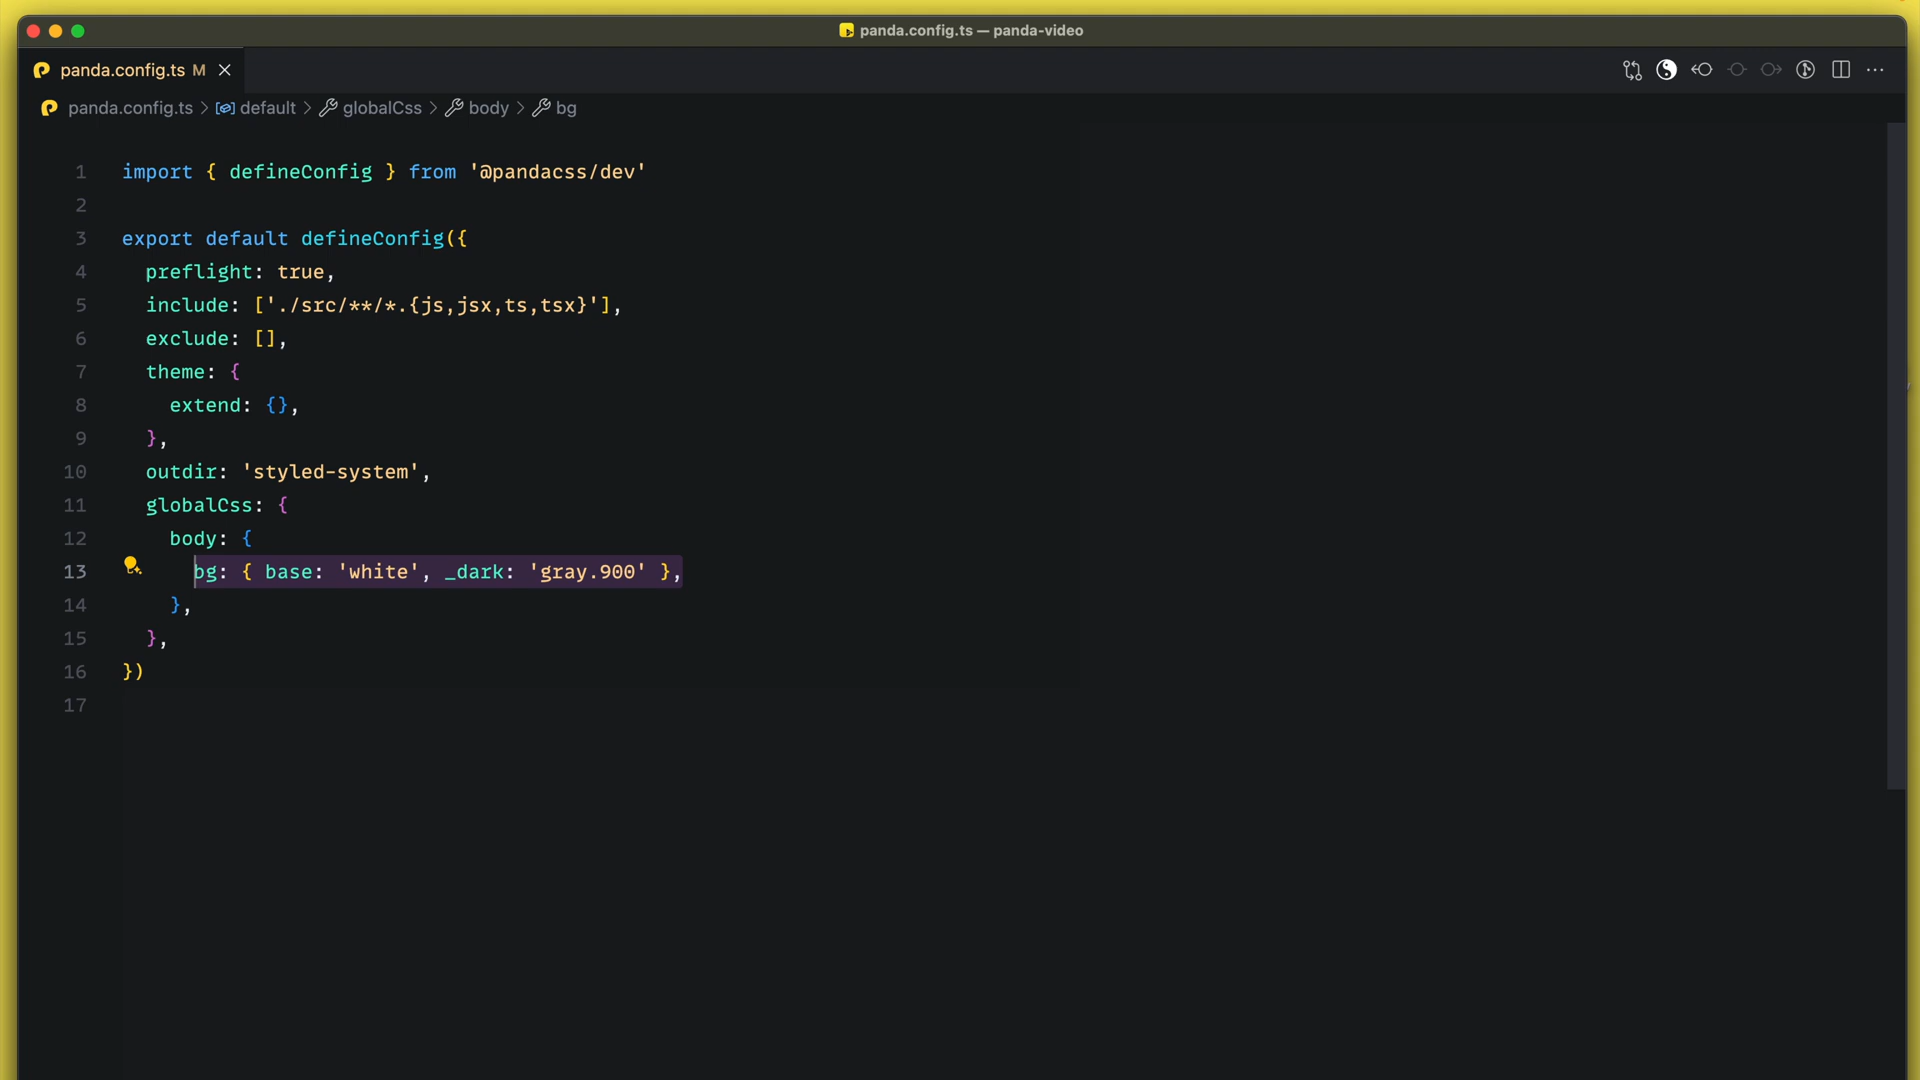 panda.config.ts — panda-video
panda.config.ts M
panda.config.ts > default > globalCss > body > bg
1 import { defineConfig } from '@pandacss/dev'
2
3 export default defineConfig({
4 preflight: true,
5 include: ['./src/**/*.{js,jsx,ts,tsx}'],
6 exclude: [],
7 theme: {
8 extend: {},
9 },
10 outdir: 'styled-system',
11 globalCss: {
12 body: {
13 bg: { base: 'white', _dark: 'gray.900' },
14 },
15 },
16 })
17